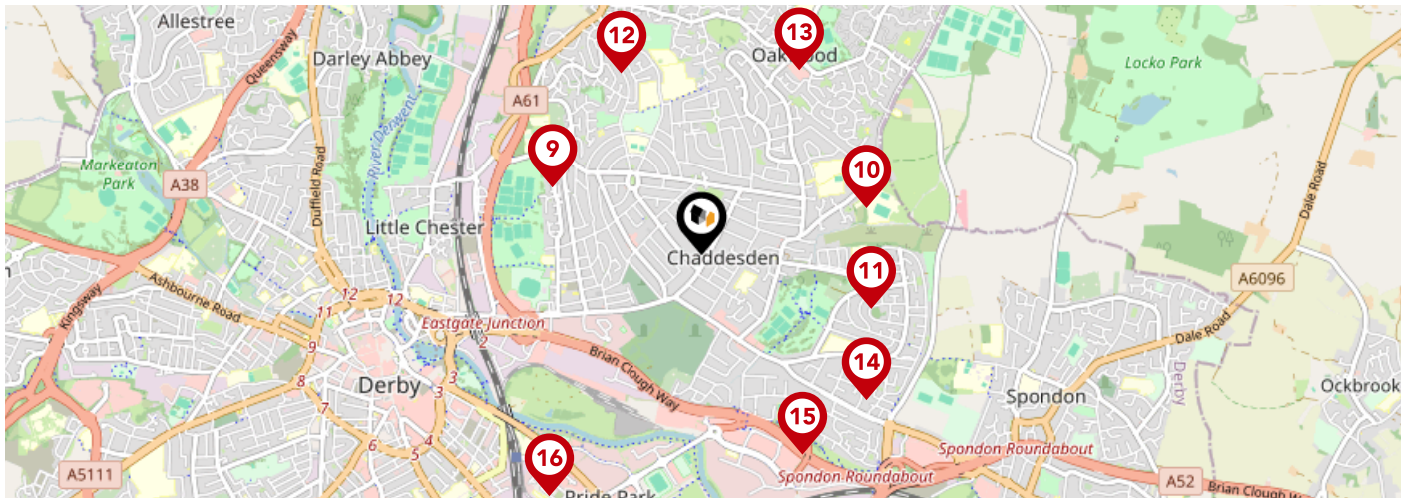 Allestree
Queensway
Darley Abbey
12
13
Oakwood
Locko Park
A61
River Derwent
Markeaton
Park
A38
Duffield Road
9
10
Dale Road
Little Chester
Chaddesden
11
A6096
Kingsway
Ashbourne Road
12
12
11
Eastgate Junction
2
9
Brian Clough Way
Dale Road
Derby
8
Derby
3
3
14
Spondon
Ockbrook
7
15
6
5
4
16
Spondon Roundabout
Spondon Roundabout
A5111
Pride Park
A52
Brian Clough